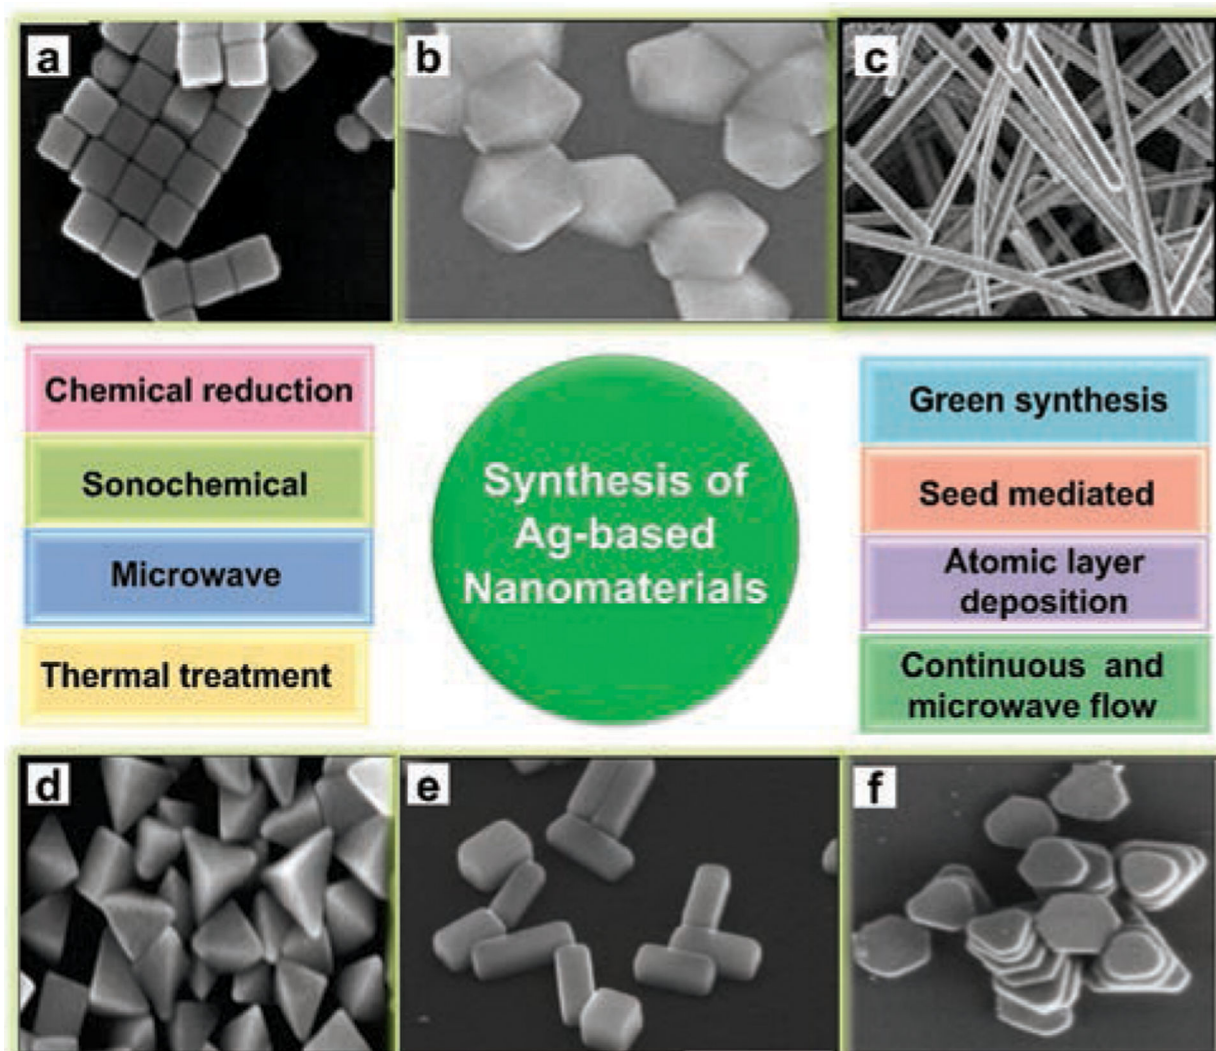 a
b
c
Chemical reduction
Sonochemical
Microwave
Thermal treatment
Synthesis of
Ag-based
Nanomaterials
Green synthesis
Seed mediated
Atomic layer
deposition
Continuous and
microwave flow
d
e
f